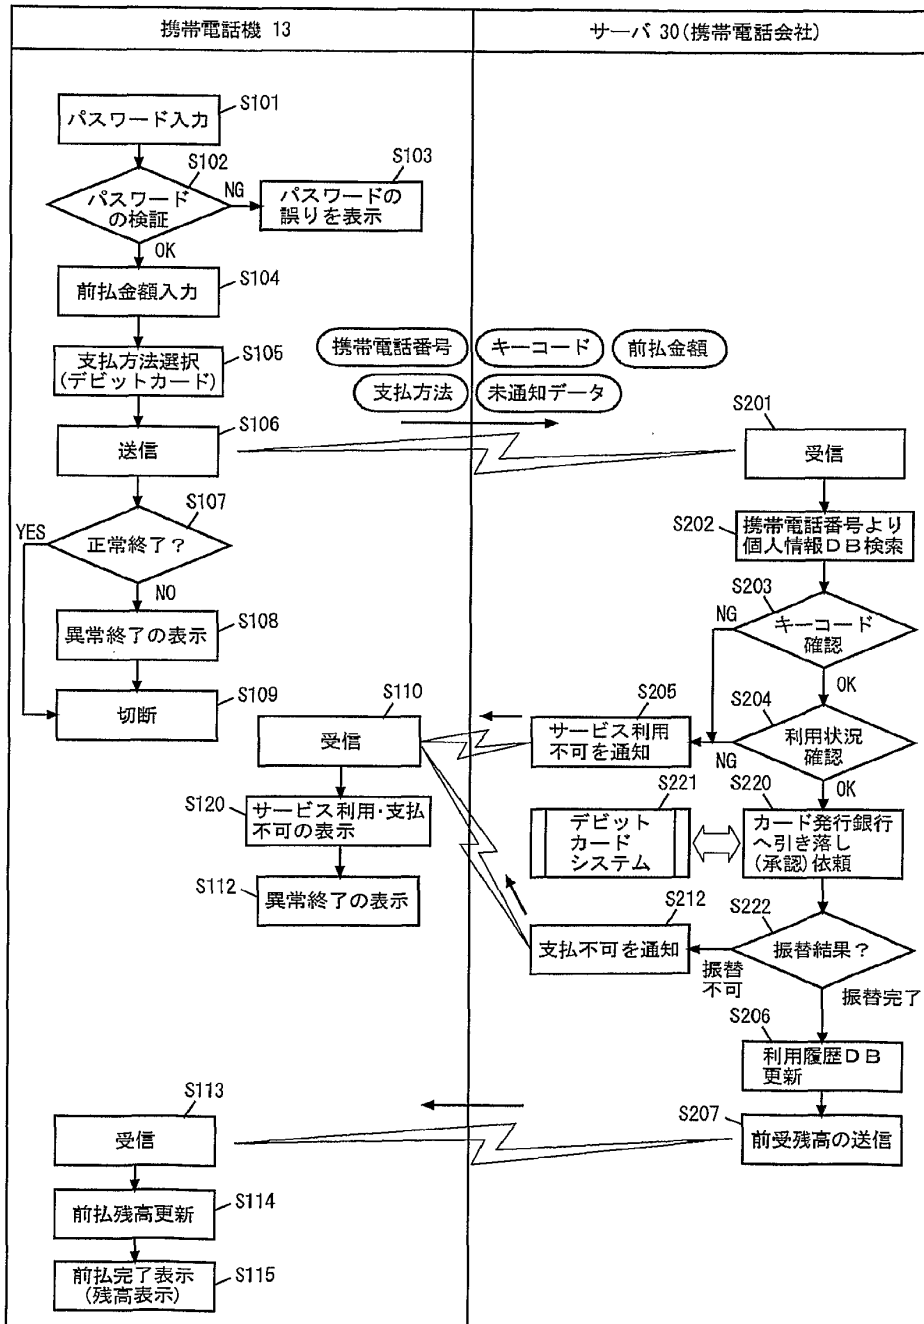 携帯電話機 13
サーバ 30(携帯電話会社)
S101
パスワード入力
S102
パスワード
の検証
NG
OK
S103
パスワードの
誤りを表示
S104
前払金額入力
S105
支払方法選択
(デビットカード)
S106
送信
携帯電話番号
キーコード
前払金額
支払方法
未通知データ
S107
正常終了?
YES
NO
S108
異常終了の表示
S109
切断
S201
受信
S202
携帯電話番号より
個人情報DB検索
S203
キーコード
確認
NG
OK
S204
利用状況
確認
NG
OK
S205
サービス利用
不可を通知
S110
受信
S120
サービス利用・支払
不可の表示
S112
異常終了の表示
S220
カード発行銀行
へ引き落し
(承認)依頼
S221
デビット
カード
システム
S222
振替結果?
振替
不可
振替完了
S212
支払不可を通知
S206
利用履歴DB
更新
S207
前受残高の送信
S113
受信
S114
前払残高更新
S115
前払完了表示
(残高表示)